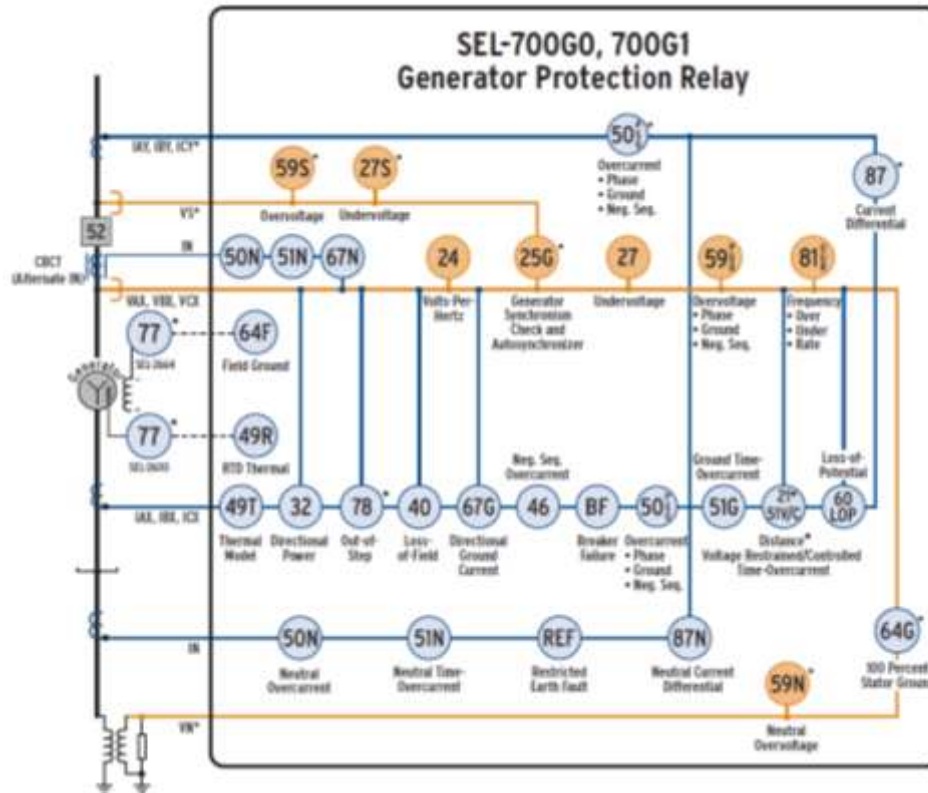 SEL-700G0, 700G1
Generator Protection Relay
IAY, IBY, ICY*
50 *
Overcurrent
• Phase
• Ground
• Neg. Seq.
87 *
Current
Differential
59S *
Overvoltage
27S *
Undervoltage
VS*
52
IN
CBCT
(Alternate IN)
50N
51N
67N
24
Volts-Per-
Hertz
25G *
Generator
Synchronism
Check and
Autosynchronizer
27
Undervoltage
59 *
Overvoltage
• Phase
• Ground
• Neg. Seq.
81
Frequency
• Over
• Under
• Rate
VAX, VBX, VCX
77 *
SEL-2664
64F
Field Ground
Generator
77 *
SEL-2600
49R
RTD Thermal
IAX, IBX, ICX
49T
Thermal
Model
32
Directional
Power
78 *
Out-of-
Step
40
Loss-
of-Field
67G
Directional
Ground
Current
Neg. Seq.
Overcurrent
46
BF
Breaker
Failure
50
Overcurrent
• Phase
• Ground
• Neg. Seq.
Ground Time-
Overcurrent
51G
21*
51V/C
Distance*
Voltage Restrained/Controlled
Time-Overcurrent
Loss-of-
Potential
60
LOP
IN
50N
Neutral
Overcurrent
51N
Neutral Time-
Overcurrent
REF
Restricted
Earth Fault
87N
Neutral Current
Differential
64G *
100 Percent
Stator Ground
59N *
Neutral
Overvoltage
VN*